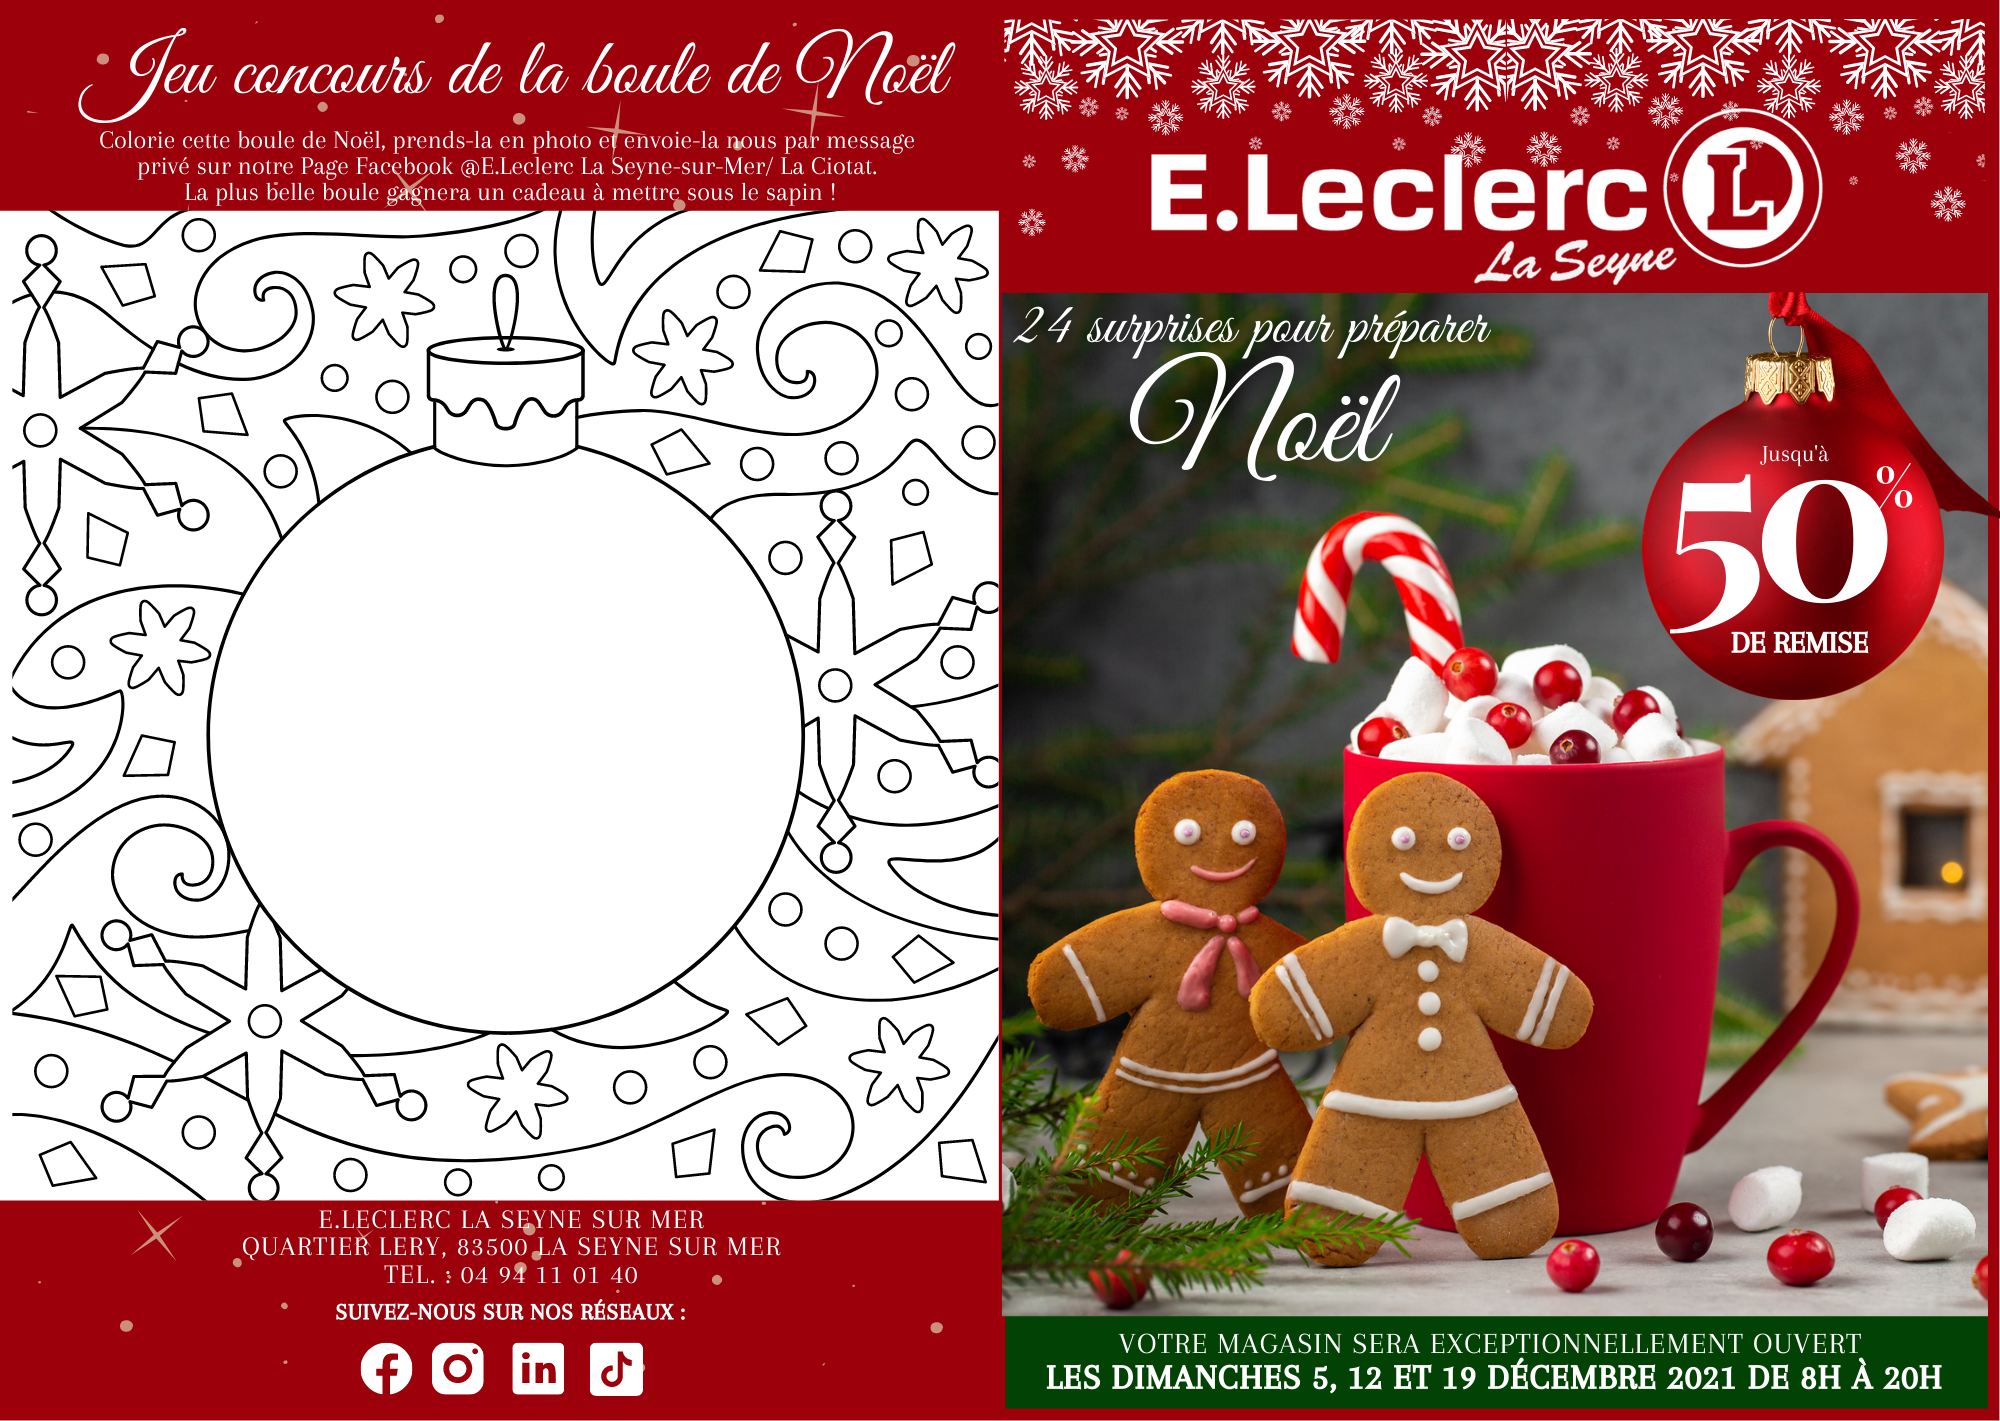 Jeu concours de la boule de Noël
Colorie cette boule de Noël, prends-la en photo et envoie-la nous par message
privé sur notre Page Facebook @E.Leclerc La Seyne-sur-Mer/ La Ciotat.
La plus belle boule gagnera un cadeau à mettre sous le sapin !
E.LECLERC LA SEYNE SUR MER
QUARTIER LERY, 83500 LA SEYNE SUR MER
TEL. : 04 94 11 01 40
SUIVEZ-NOUS SUR NOS RÉSEAUX :
E.Leclerc L
La Seyne
24 surprises pour préparer
Noël
Jusqu'à
50%
DE REMISE
VOTRE MAGASIN SERA EXCEPTIONNELLEMENT OUVERT
LES DIMANCHES 5, 12 ET 19 DÉCEMBRE 2021 DE 8H À 20H